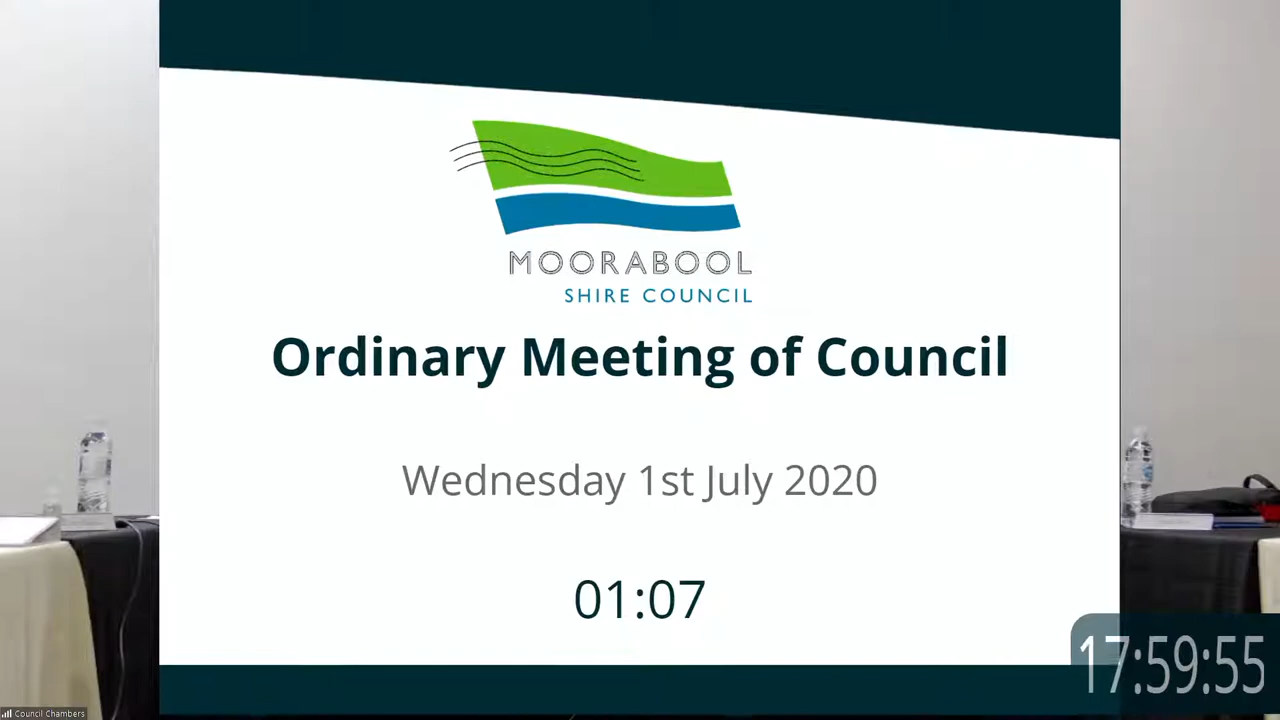 MOORABOOL
SHIRE COUNCIL
Ordinary Meeting of Council
Wednesday 1st July 2020
01:07
17:59:55
Council Chambers